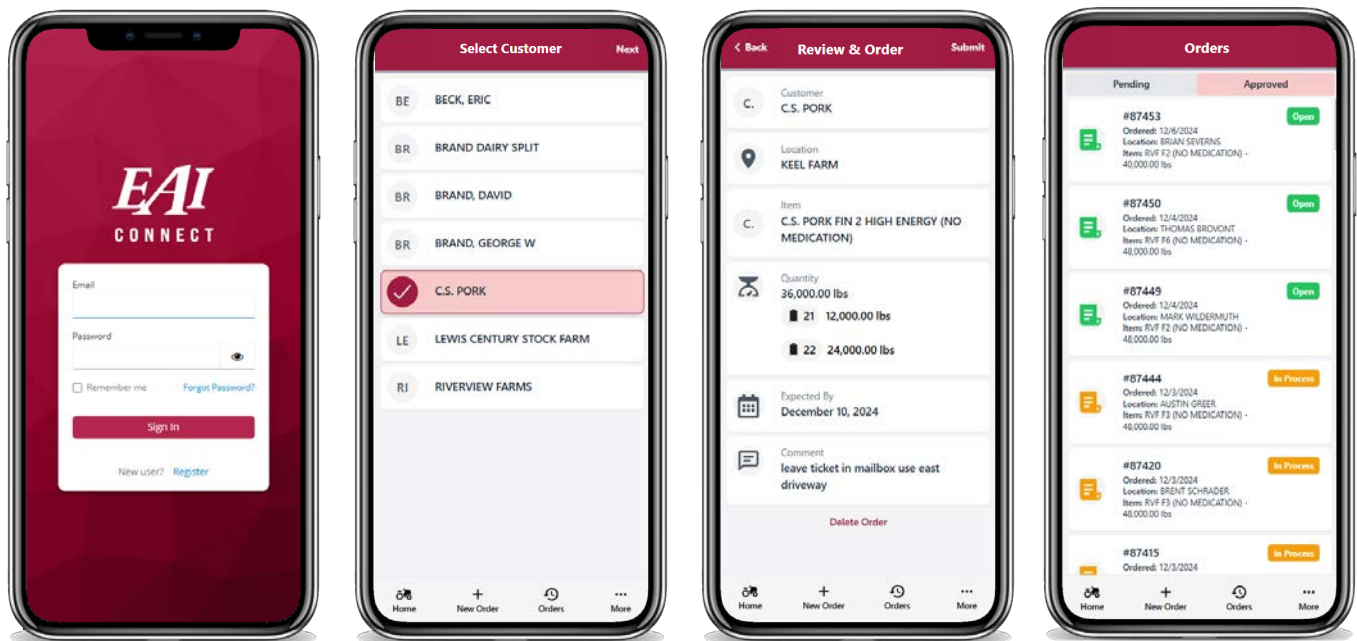 EAI
CONNECT
Email
Password
Remember me Forgot Password?
Sign In
New user? Register
Select Customer Next
BE BECK, ERIC
BR BRAND DAIRY SPLIT
BR BRAND, DAVID
BR BRAND, GEORGE W
C.S. PORK
LE LEWIS CENTURY STOCK FARM
RI RIVERVIEW FARMS
Home New Order Orders More
Back Review & Order Submit
Customer
C. C.S. PORK
Location
KEEL FARM
Item
C. C.S. PORK FIN 2 HIGH ENERGY (NO
MEDICATION)
Quantity
36,000.00 lbs
21 12,000.00 lbs
22 24,000.00 lbs
Expected By
December 10, 2024
Comment
leave ticket in mailbox use east
driveway
Delete Order
Home New Order Orders More
Orders
Pending Approved
#87453 Open
Ordered: 12/6/2024
Location: BRIAN SEVERNS
Item: RVF F2 (NO MEDICATION) -
40,000.00 lbs
#87450 Open
Ordered: 12/4/2024
Location: THOMAS BROVONT
Item: RVF F6 (NO MEDICATION) -
48,000.00 lbs
#87449 Open
Ordered: 12/4/2024
Location: MARK WILDERMUTH
Item: RVF F2 (NO MEDICATION) -
48,000.00 lbs
#87444 In Process
Ordered: 12/3/2024
Location: AUSTIN GREER
Item: RVF F3 (NO MEDICATION) -
48,000.00 lbs
#87420 In Process
Ordered: 12/3/2024
Location: BRENT SCHRADER
Item: RVF F3 (NO MEDICATION) -
48,000.00 lbs
#87415 In Process
Ordered: 12/3/2024
Home New Order Orders More